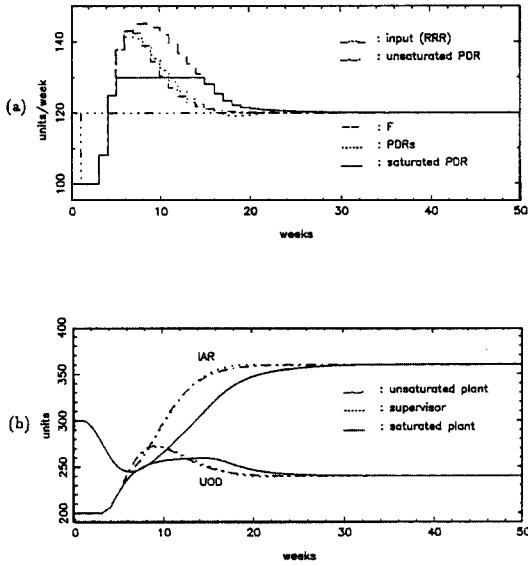 (a)
units/week
100
120
140
: input (RRR)
: unsaturated PDR
: F
: PDRs
: saturated PDR
0
10
20
30
40
50
weeks
(b)
units
200
250
300
350
400
IAR
UOD
: unsaturated plant
: supervisor
: saturated plant
0
10
20
30
40
50
weeks